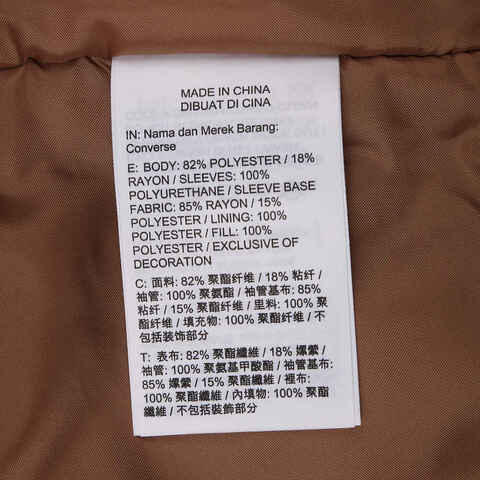 MADE IN CHINA
DIBUAT DI CINA
IN: Nama dan Merek Barang:
Converse
E: BODY: 82% POLYESTER / 18%
RAYON / SLEEVES: 100%
POLYURETHANE / SLEEVE BASE
FABRIC: 85% RAYON / 15%
POLYESTER / LINING: 100%
POLYESTER / FILL: 100%
POLYESTER / EXCLUSIVE OF
DECORATION
C: 面料: 82% 聚酯纤维 / 18% 粘纤 /
袖管: 100% 聚氨酯 / 袖管基布: 85%
粘纤 / 15% 聚酯纤维 / 里料: 100%
聚酯纤维 / 填充物: 100% 聚酯纤维 / 不
包括装饰部分
T: 表布: 82% 聚酯纖維 / 18% 嫘縈 /
袖管: 100% 聚氨基甲酸酯 / 袖管基布:
85% 嫘縈 / 15% 聚酯纖維 / 裡布:
100% 聚酯纖維 / 填充物: 100% 聚酯
纖維 / 不包括裝飾部分